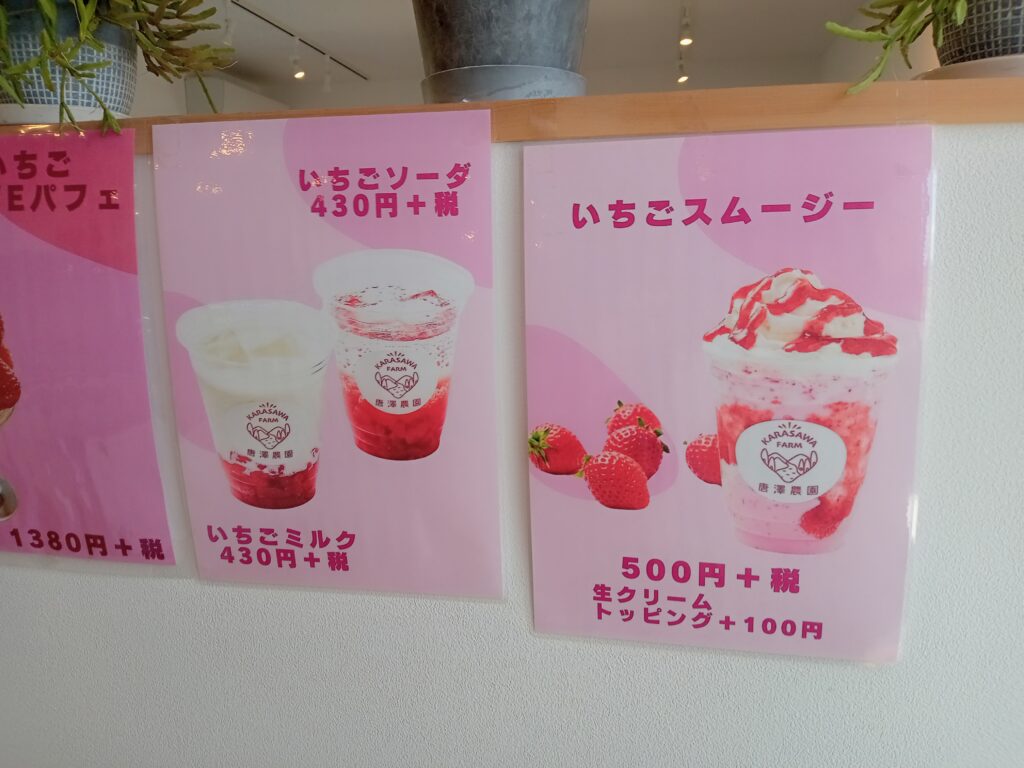 いちご
Eパフェ
1380円+税
いちごソーダ
430円+税
KARASAWA
FARM
唐澤農園
KARASAWA
FARM
唐澤農園
いちごミルク
430円+税
いちごスムージー
KARASAWA
FARM
唐澤農園
500円+税
生クリーム
トッピング+100円